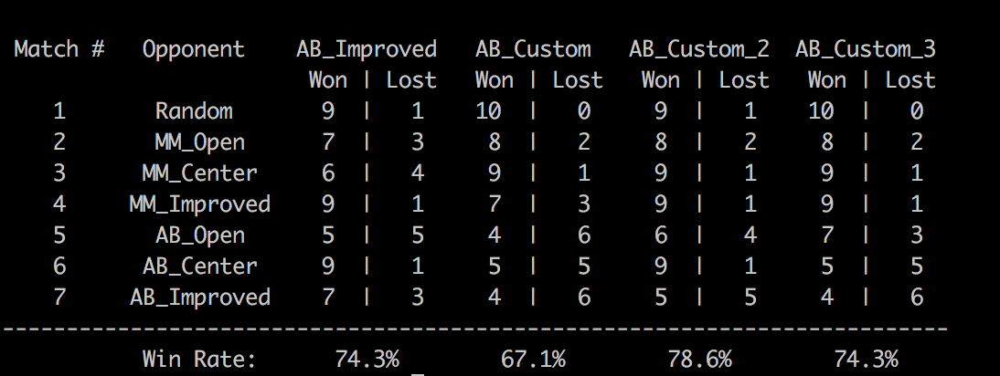 Match #   Opponent    AB_Improved   AB_Custom   AB_Custom_2  AB_Custom_3
                       Won | Lost   Won | Lost   Won | Lost   Won | Lost
   1       Random       9  |   1    10  |   0     9  |   1    10  |   0
   2       MM_Open      7  |   3     8  |   2     8  |   2     8  |   2
   3      MM_Center     6  |   4     9  |   1     9  |   1     9  |   1
   4      MM_Improved   9  |   1     7  |   3     9  |   1     9  |   1
   5       AB_Open      5  |   5     4  |   6     6  |   4     7  |   3
   6      AB_Center     9  |   1     5  |   5     9  |   1     5  |   5
   7     AB_Improved    7  |   3     4  |   6     5  |   5     4  |   6
--------------------------------------------------------------------------
          Win Rate:      74.3%        67.1%        78.6%        74.3%